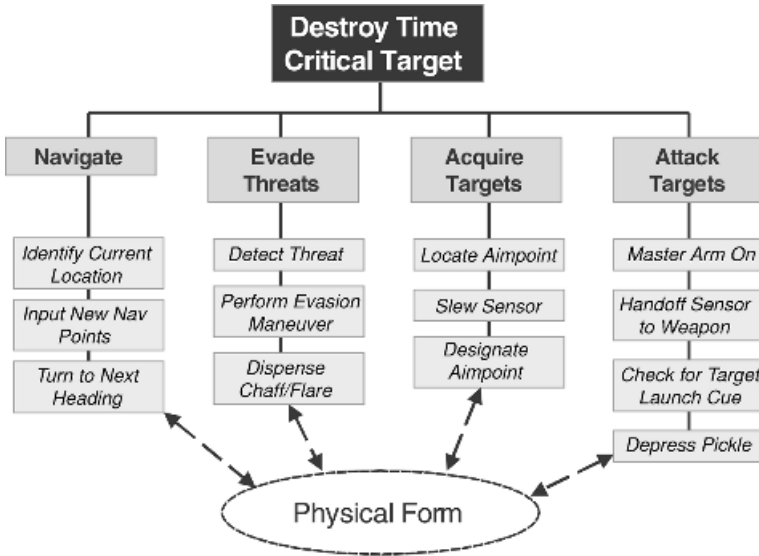 Destroy Time
Critical Target
Navigate
Identify Current
Location
Input New Nav
Points
Turn to Next
Heading
Evade
Threats
Detect Threat
Perform Evasion
Maneuver
Dispense
Chaff/Flare
Acquire
Targets
Locate Aimpoint
Slew Sensor
Designate
Aimpoint
Attack
Targets
Master Arm On
Handoff Sensor
to Weapon
Check for Target
Launch Cue
Depress Pickle
Physical Form